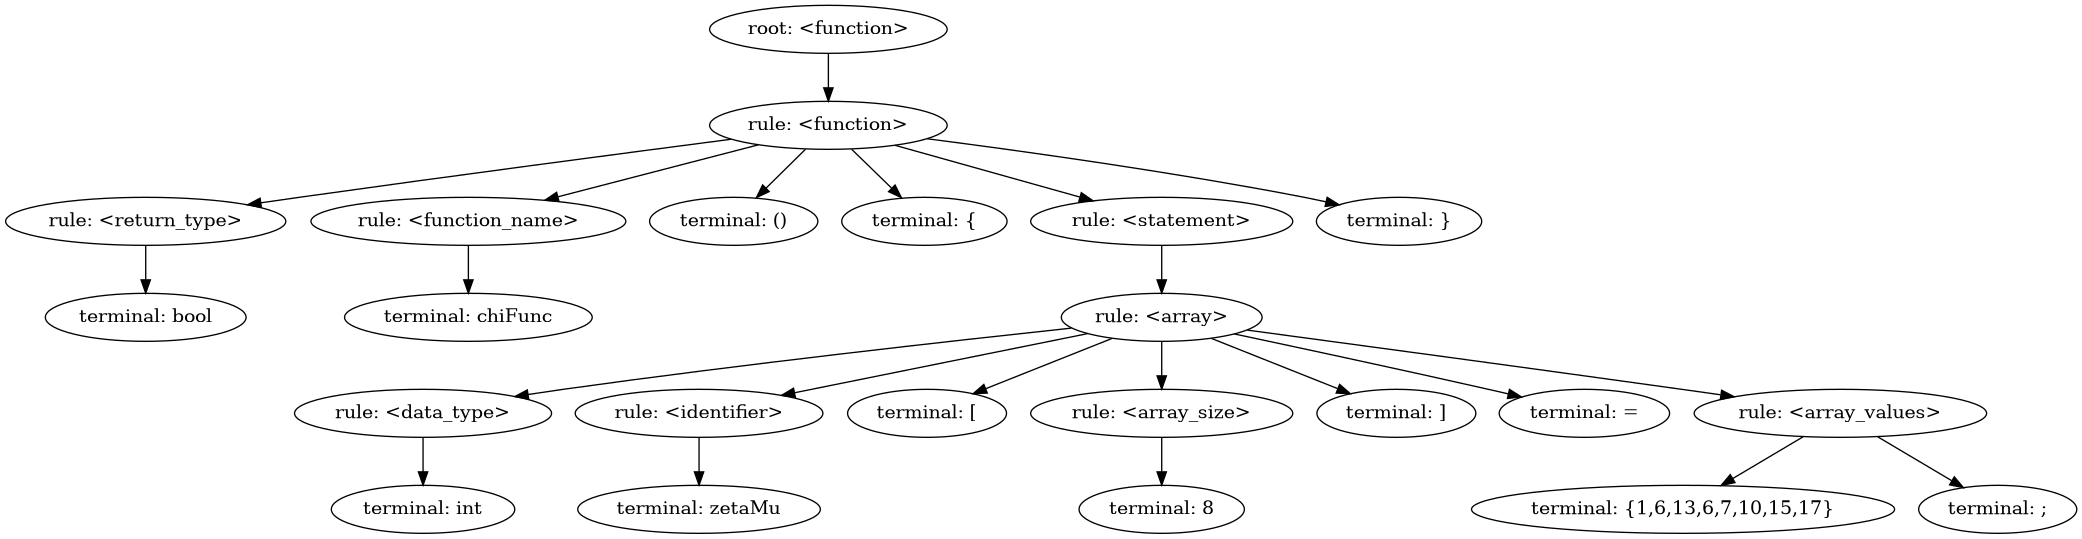 root: <function>
rule: <function>
rule: <return_type>
rule: <function_name>
terminal: ()
terminal: {
rule: <statement>
terminal: }
terminal: bool
terminal: chiFunc
rule: <array>
rule: <data_type>
rule: <identifier>
terminal: [
rule: <array_size>
terminal: ]
terminal: =
rule: <array_values>
terminal: int
terminal: zetaMu
terminal: 8
terminal: {1,6,13,6,7,10,15,17}
terminal: ;